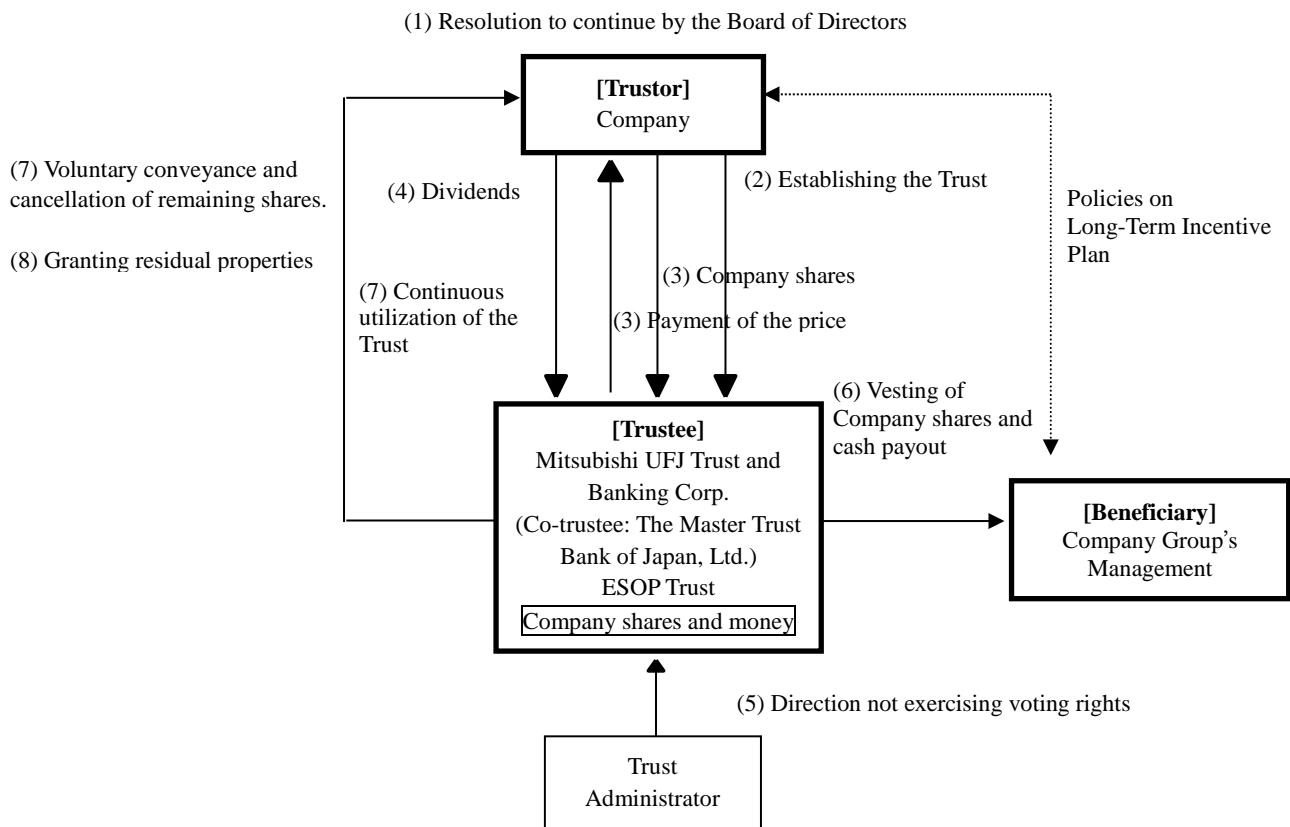 (1) Resolution to continue by the Board of Directors
[Trustor]
Company
(7) Voluntary conveyance and
cancellation of remaining shares.
(8) Granting residual properties
(4) Dividends
(2) Establishing the Trust
Policies on
Long-Term Incentive
Plan
(3) Company shares
(7) Continuous
utilization of the
Trust
(3) Payment of the price
(6) Vesting of
Company shares and
cash payout
[Trustee]
Mitsubishi UFJ Trust and
Banking Corp.
(Co-trustee: The Master Trust
Bank of Japan, Ltd.)
ESOP Trust
Company shares and money
[Beneficiary]
Company Group's
Management
(5) Direction not exercising voting rights
Trust
Administrator